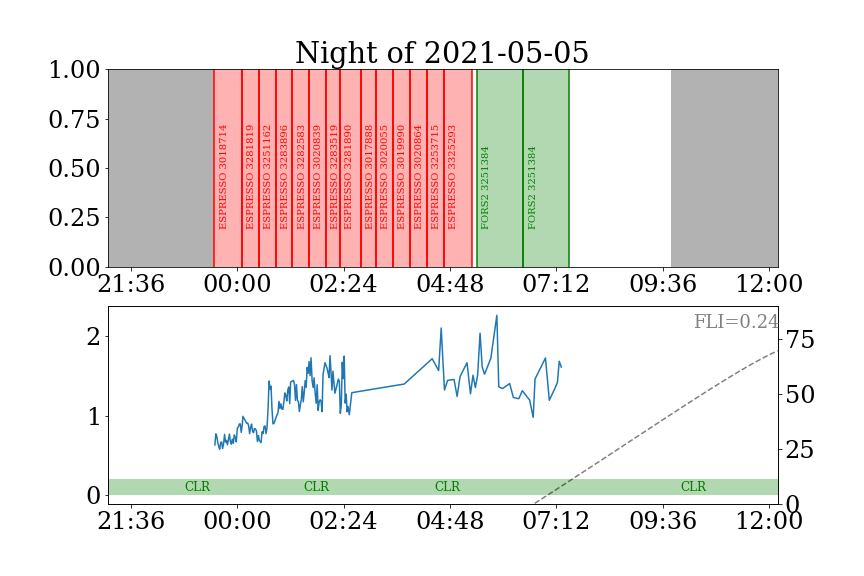 Night of 2021-05-05
1.00
0.75
0.50
0.25
0.00
ESPRESSO 3018714
ESPRESSO 3281819
ESPRESSO 3251162
ESPRESSO 3283896
ESPRESSO 3282583
ESPRESSO 3020839
ESPRESSO 3283519
ESPRESSO 3281890
ESPRESSO 3017888
ESPRESSO 3020055
ESPRESSO 3019990
ESPRESSO 3020864
ESPRESSO 3253715
ESPRESSO 3325293
FORS2 3251384
FORS2 3251384
21:36 00:00 02:24 04:48 07:12 09:36 12:00
FLI=0.24
2
1
0
75
50
25
0
CLR CLR CLR CLR
21:36 00:00 02:24 04:48 07:12 09:36 12:00